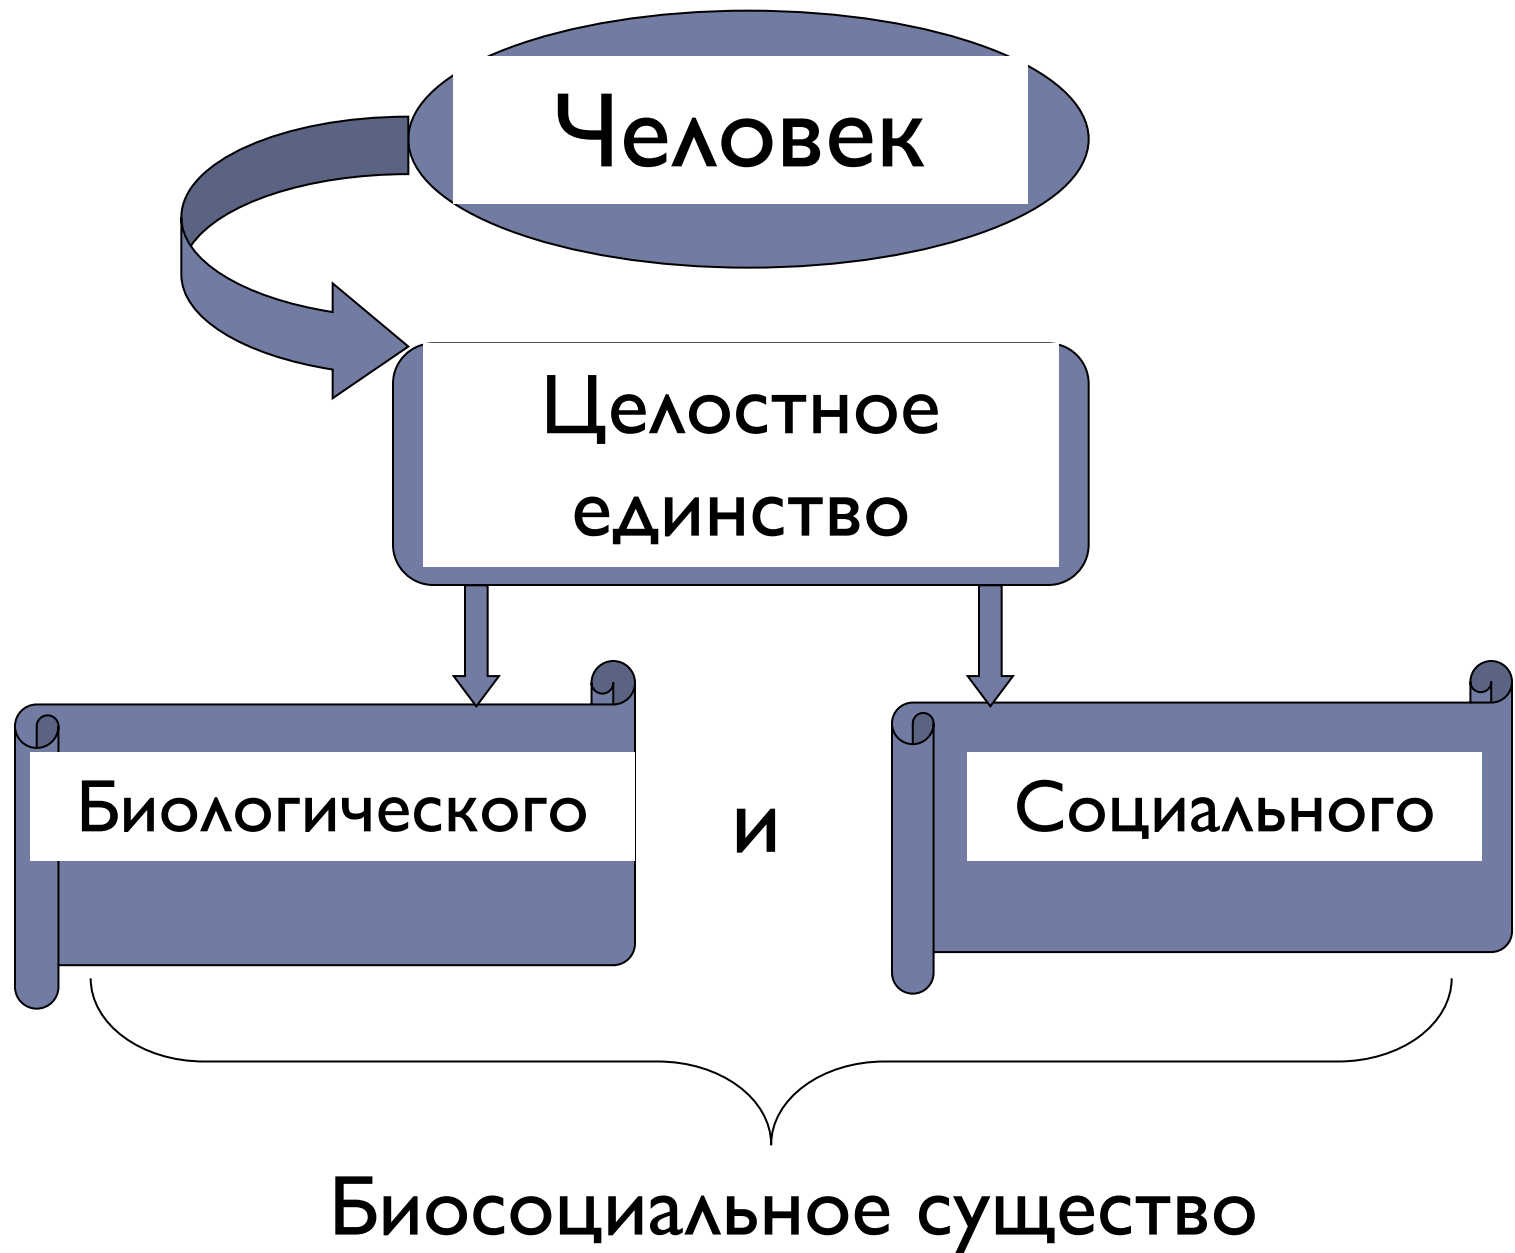 Человек
Целостное
единство
Биологического
и
Социального
Биосоциальное существо